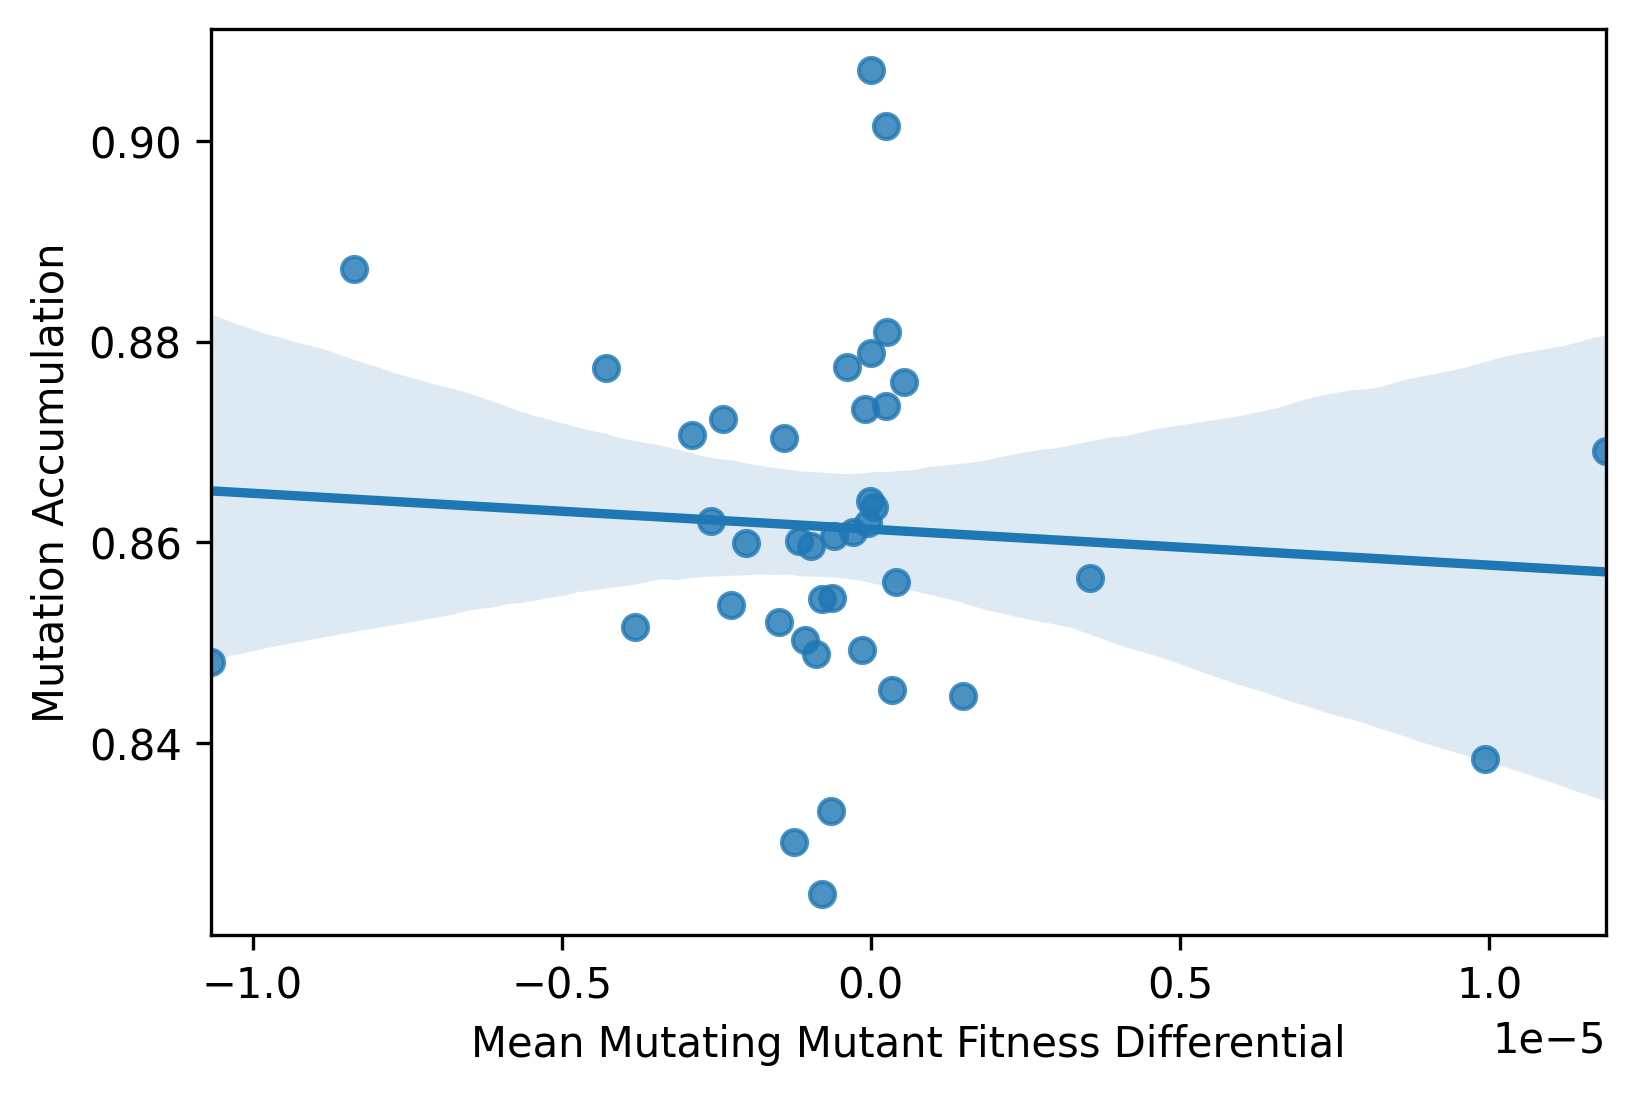 Mutation Accumulation
0.90
0.88
0.86
0.84
−1.0 −0.5 0.0 0.5 1.0
1e−5
Mean Mutating Mutant Fitness Differential